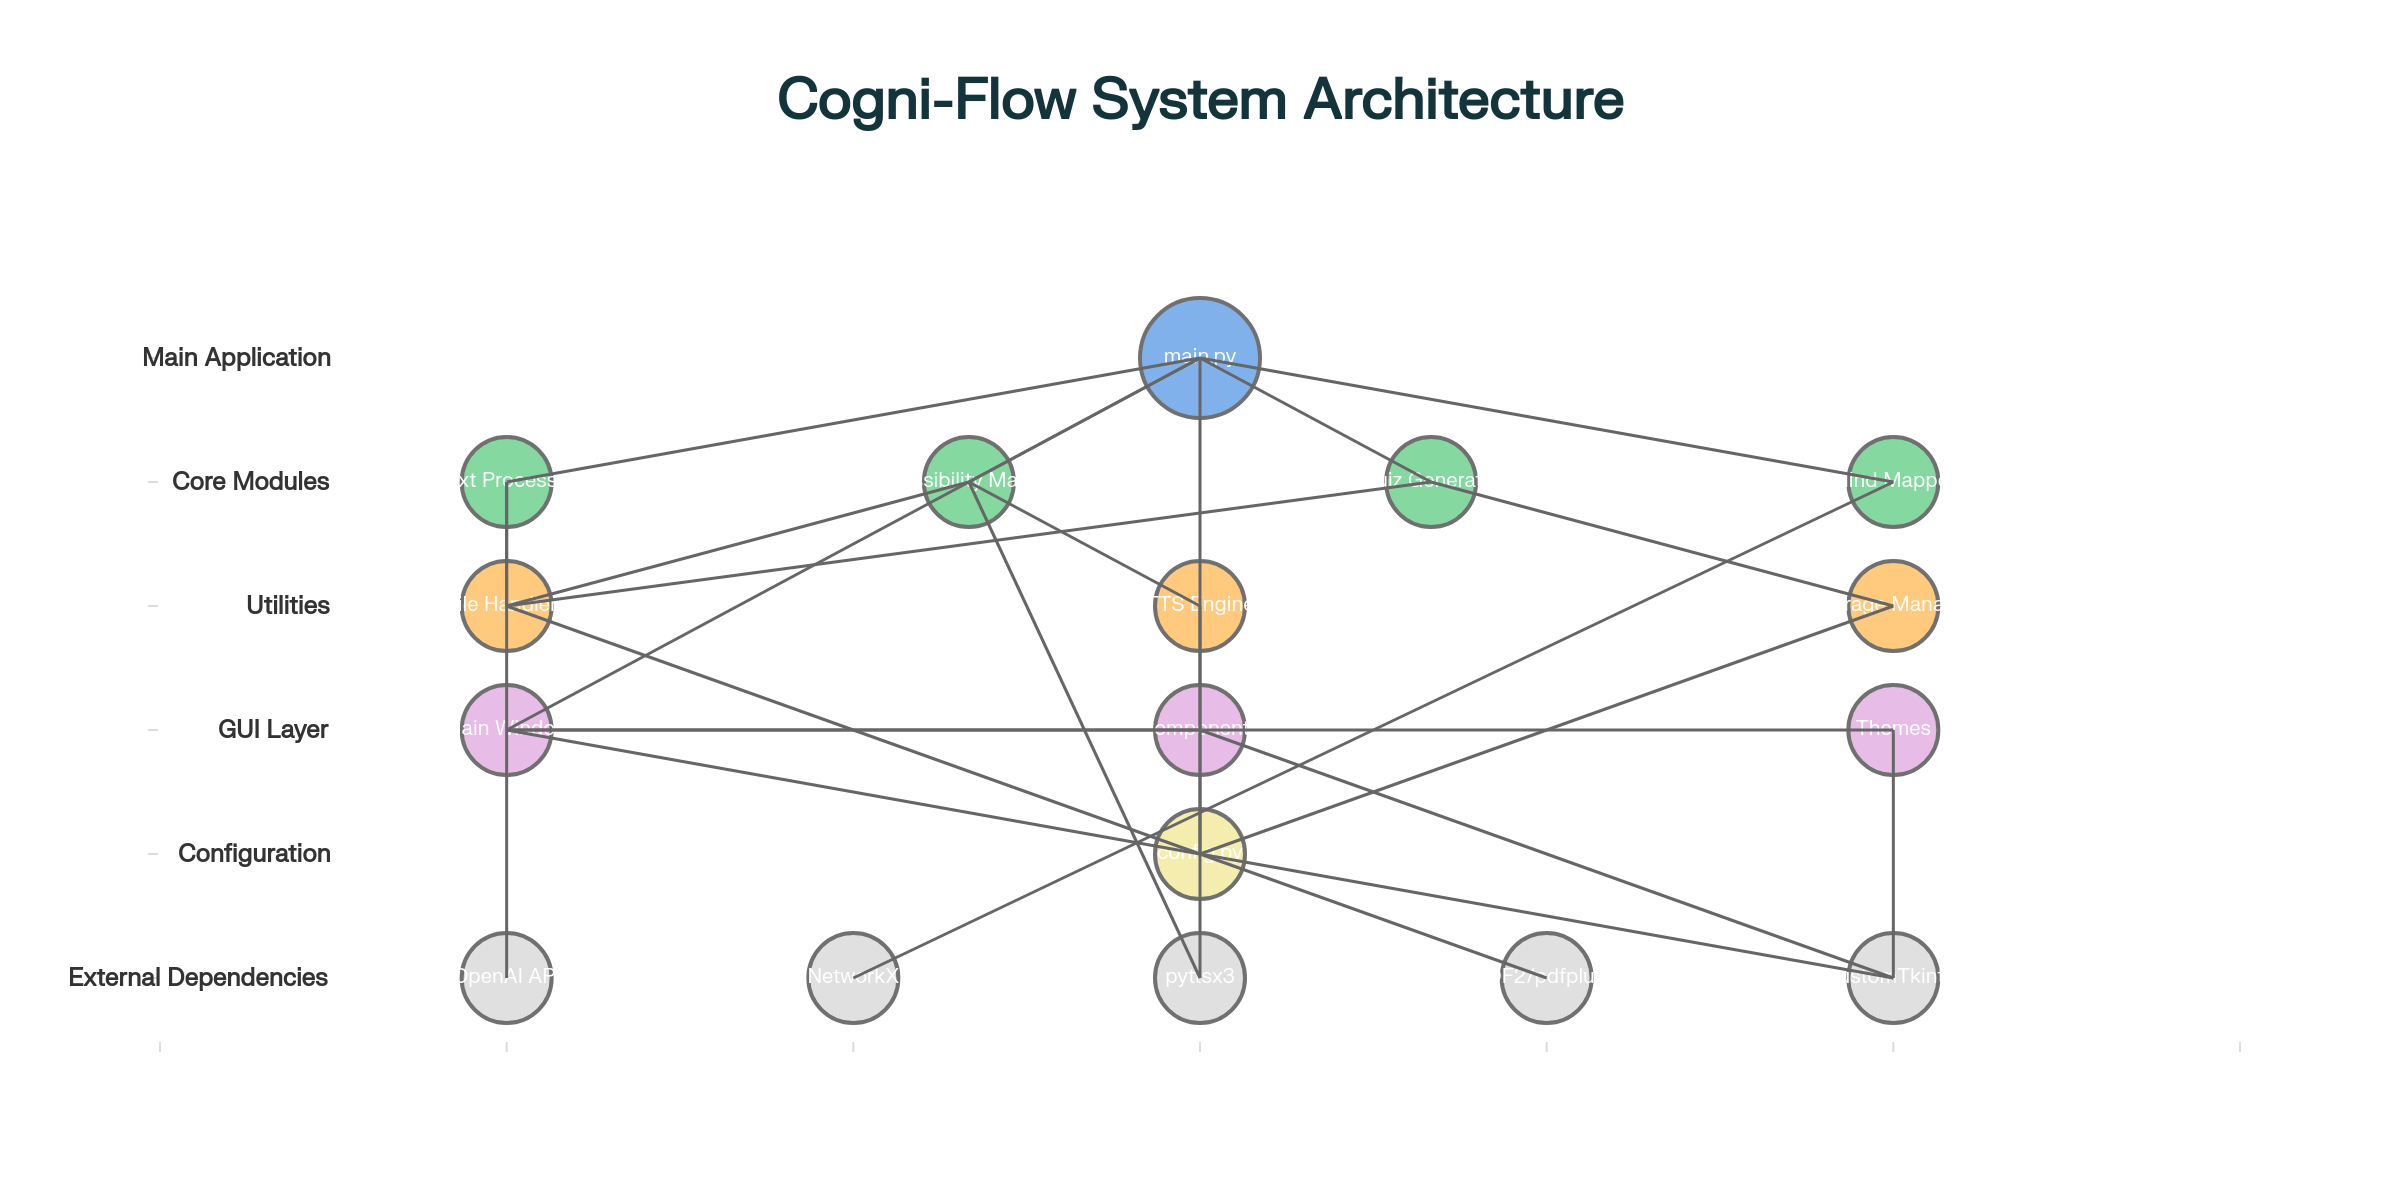 Cogni-Flow System Architecture
Main Application
main.py
Core Modules
xt Process
sibility Ma
iz Generat
ind Mappe
Utilities
le Handler
TTS Engine
rage Mana
GUI Layer
ain Windo
omponent
Themes
Configuration
config.py
External Dependencies
OpenAI AP
NetworkX
pyttsx3
F2/pdfplu
ustomTkint